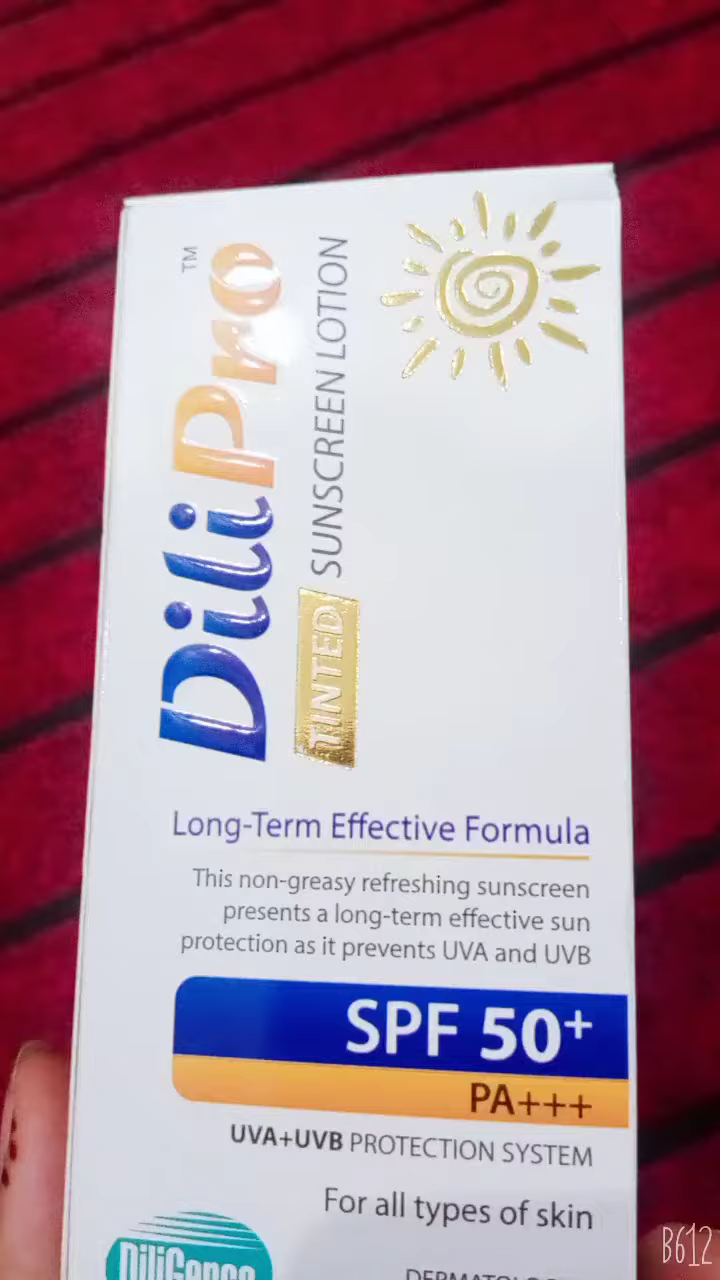 DiliPro™
TINTED SUNSCREEN LOTION
Long-Term Effective Formula
This non-greasy refreshing sunscreen
presents a long-term effective sun
protection as it prevents UVA and UVB
SPF 50+
PA+++
UVA+UVB PROTECTION SYSTEM
For all types of skin
DiliGence
B612